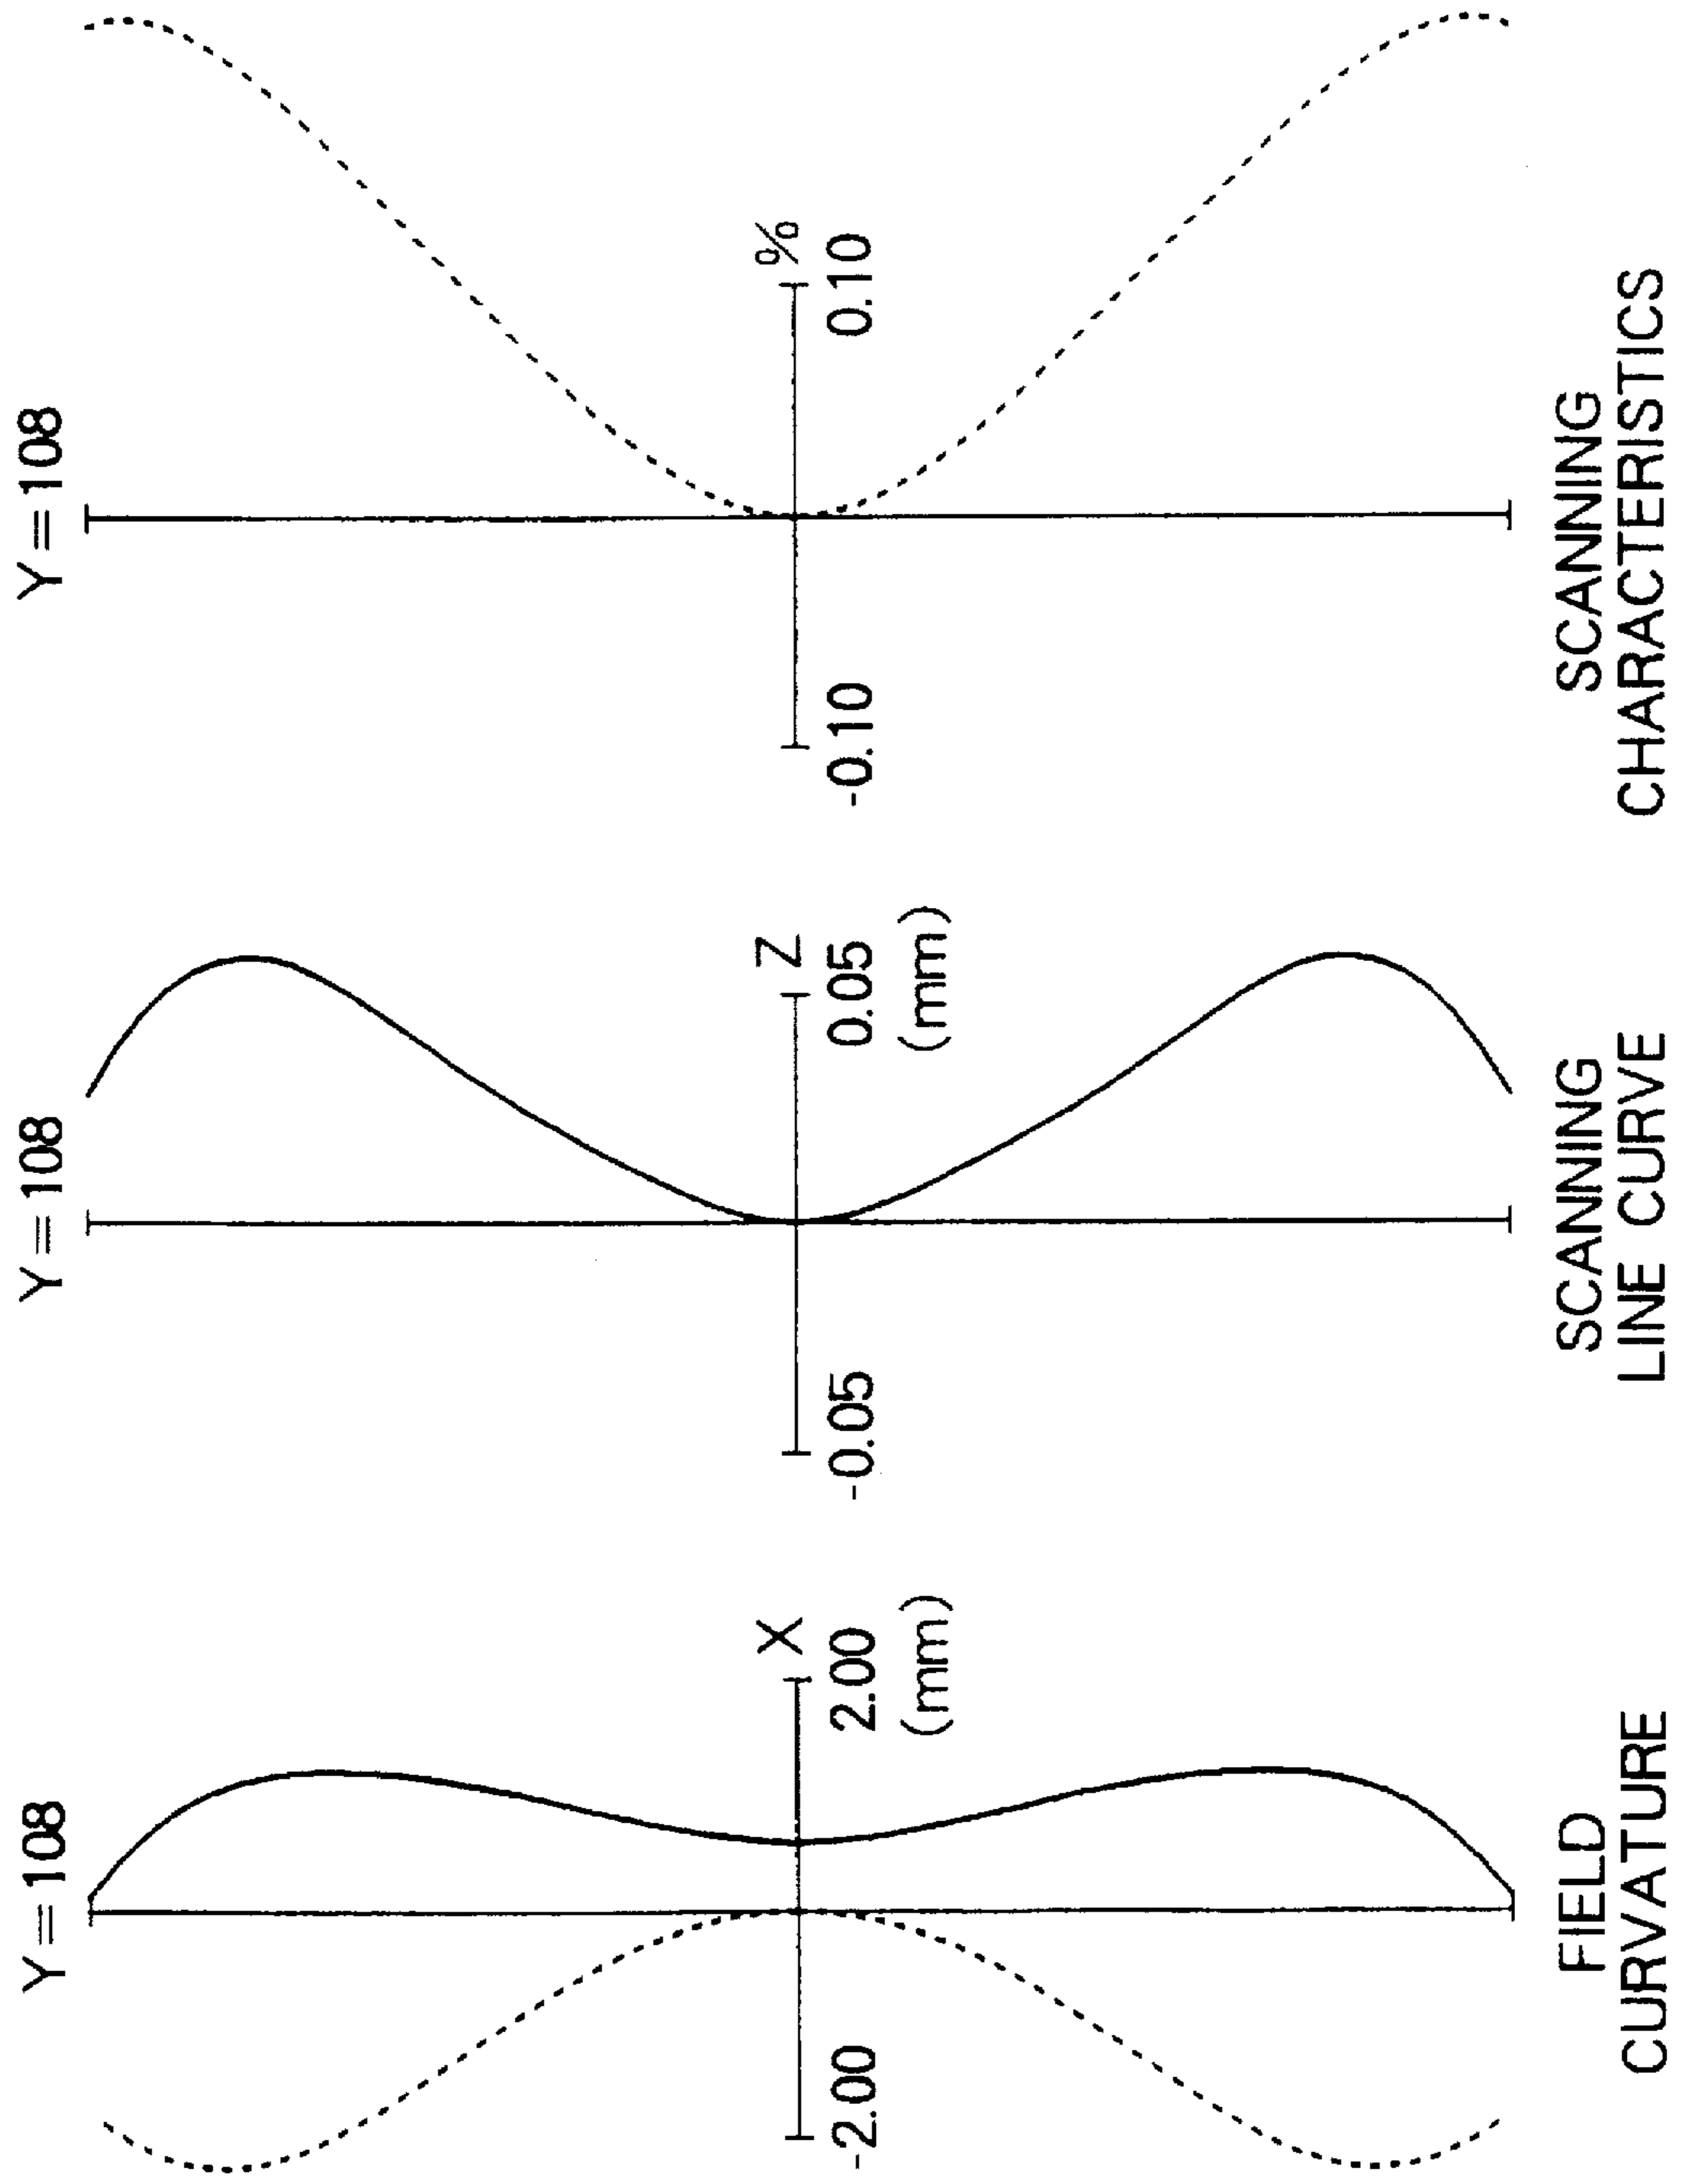 Y=108
X
-2.00
2.00
(mm)
FIELD
CURVATURE
Y=108
Z
-0.05
0.05
(mm)
SCANNING
LINE CURVE
Y=108
%
-0.10
0.10
SCANNING
CHARACTERISTICS